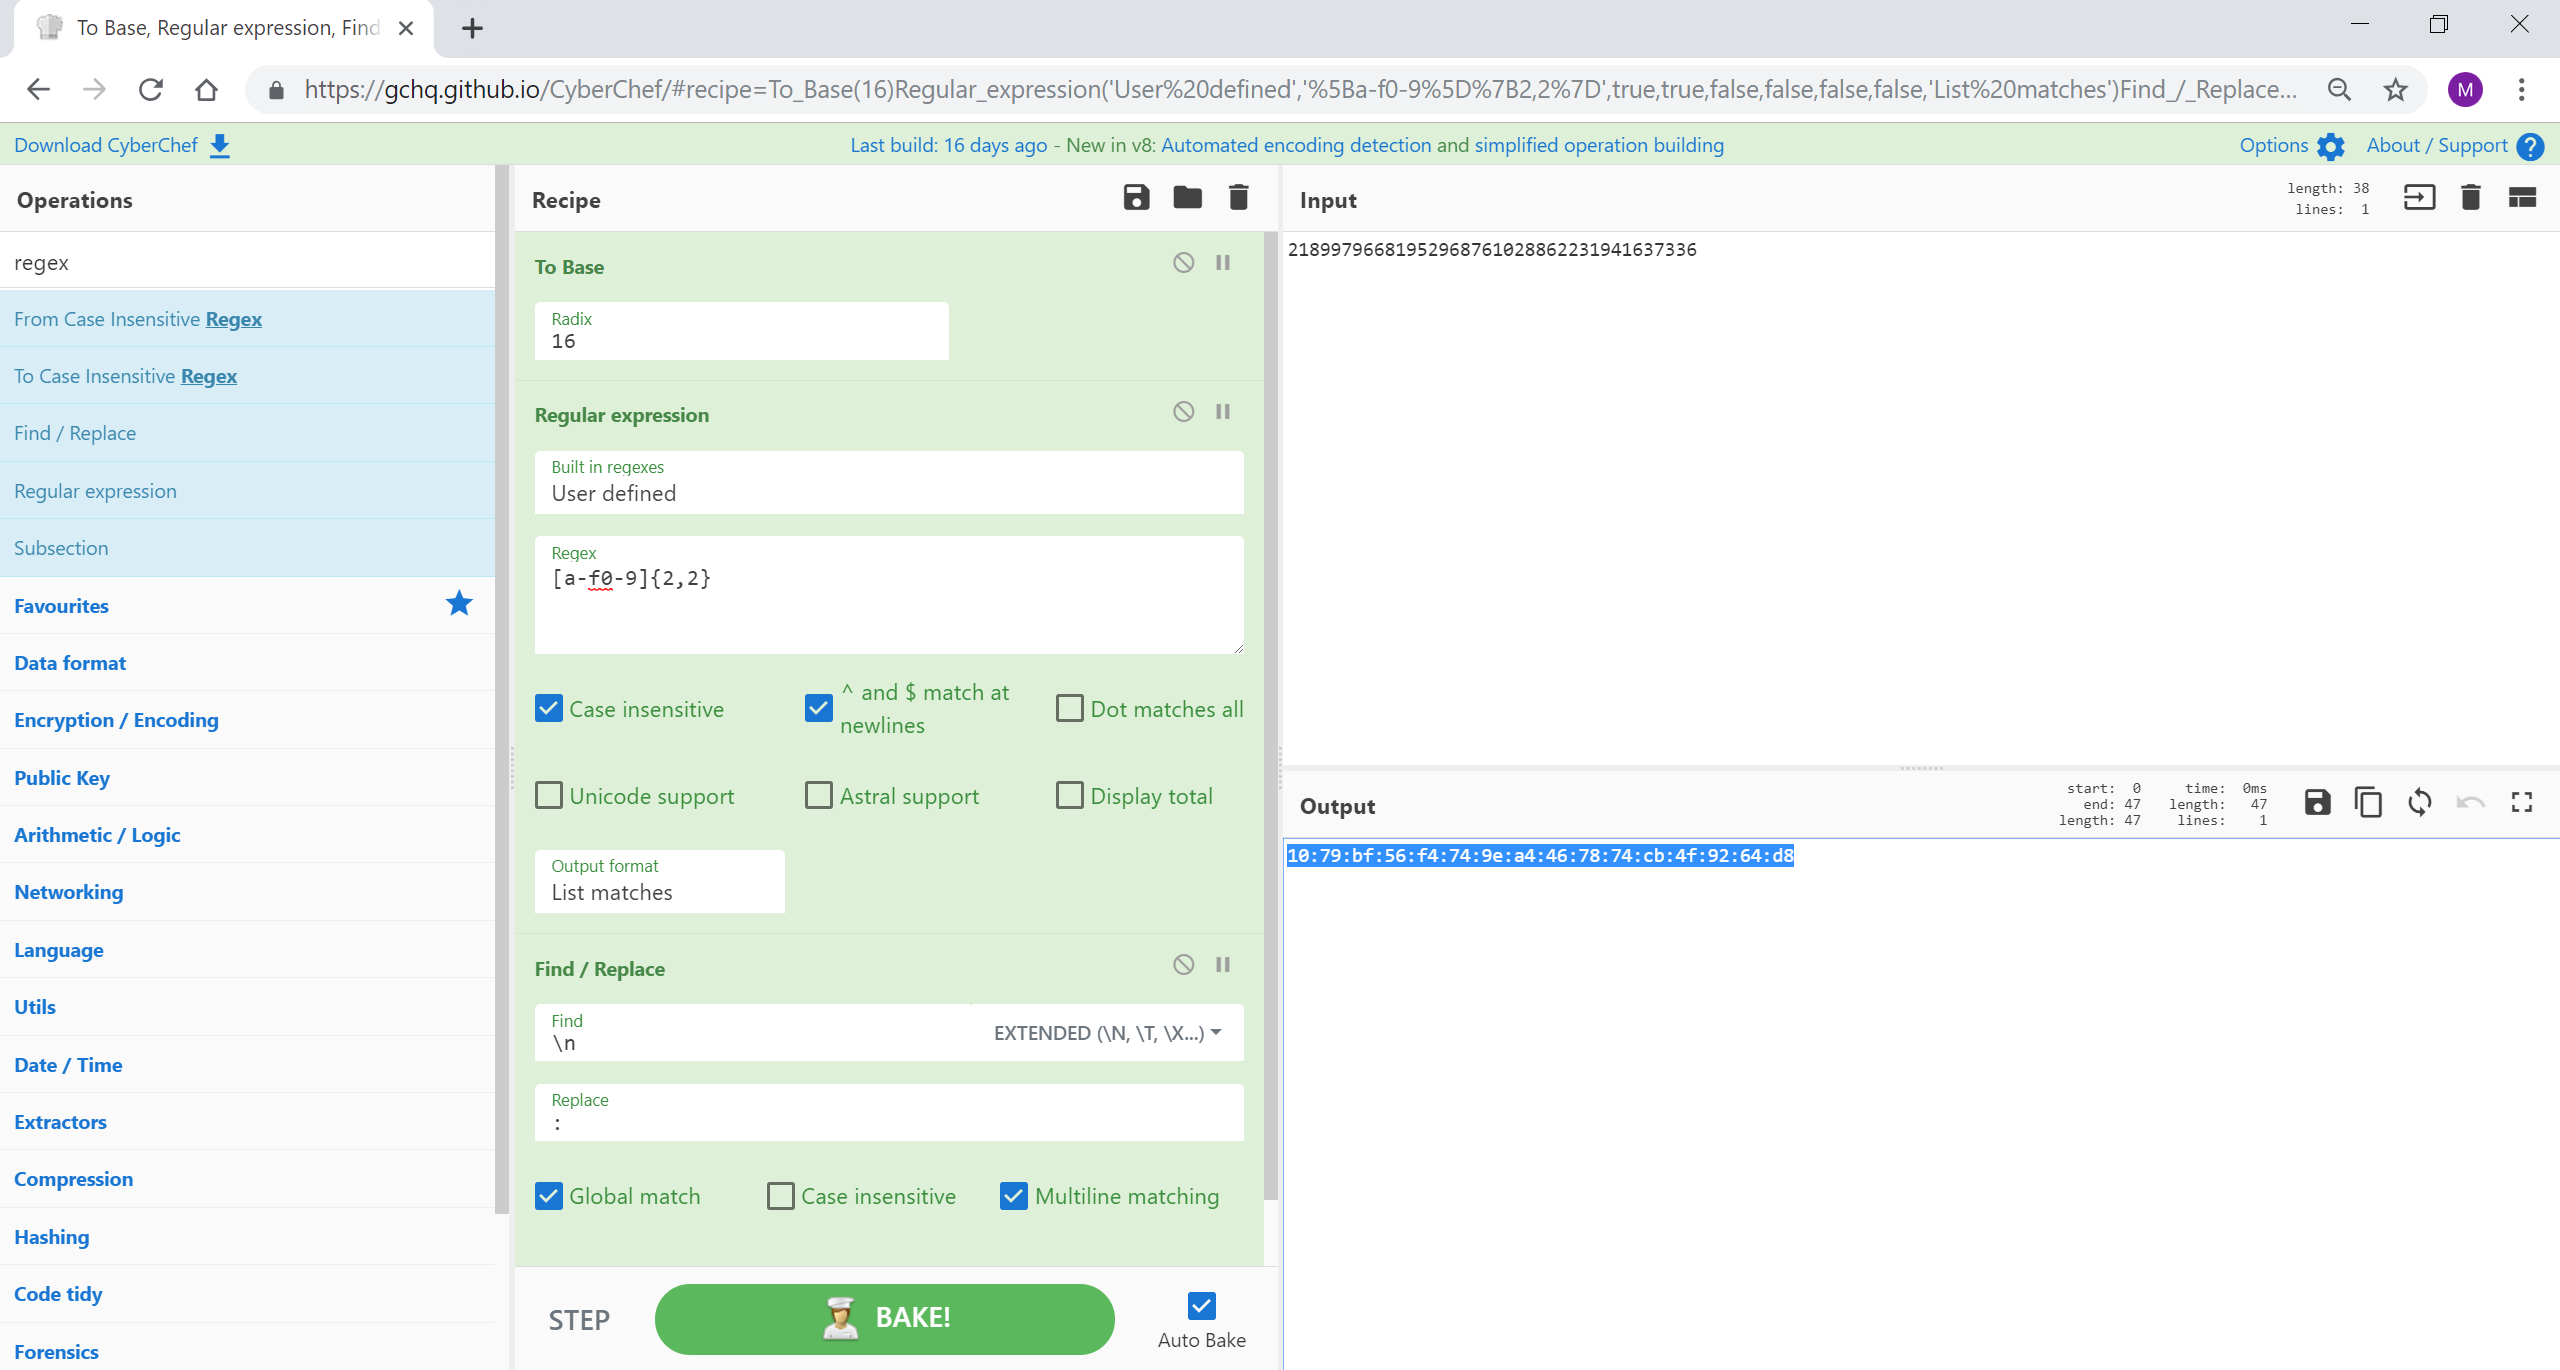 To Base, Regular expression, Find
https://gchq.github.io/CyberChef/#recipe=To_Base(16)Regular_expression('User%20defined','%5Ba-f0-9%5D%7B2,2%7D',true,true,false,false,false,false,'List%20matches')Find_/_Replace...
M
Download CyberChef
Last build: 16 days ago - New in v8: Automated encoding detection and simplified operation building
Options
About / Support
?
Operations
regex
From Case Insensitive Regex
To Case Insensitive Regex
Find / Replace
Regular expression
Subsection
Favourites
Data format
Encryption / Encoding
Public Key
Arithmetic / Logic
Networking
Language
Utils
Date / Time
Extractors
Compression
Hashing
Code tidy
Forensics
Recipe
To Base
Radix
16
Regular expression
Built in regexes
User defined
Regex
[a-f0-9]{2,2}
Case insensitive
^ and $ match at
newlines
Dot matches all
Unicode support
Astral support
Display total
Output format
List matches
Find / Replace
Find
\n
EXTENDED (\N, \T, \X...)
Replace
:
Global match
Case insensitive
Multiline matching
STEP
BAKE!
Auto Bake
Input
length: 38
lines: 1
21899796681952968761028862231941637336
Output
start: 0
end: 47
length: 47
time: 0ms
length: 47
lines: 1
10:79:bf:56:f4:74:9e:a4:46:78:74:cb:4f:92:64:d8